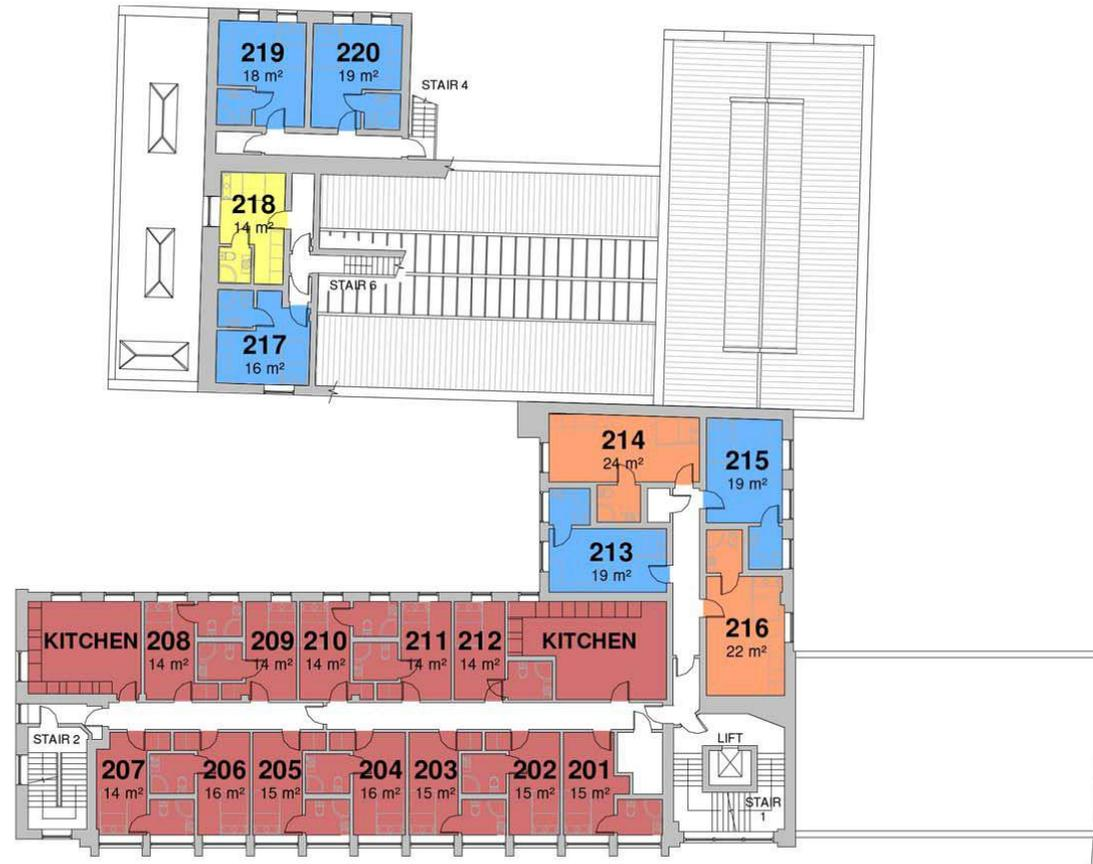 219
18 m²
220
19 m²
STAIR 4
218
14 m²
STAIR 6
217
16 m²
214
24 m²
215
19 m²
213
19 m²
216
22 m²
KITCHEN
208
14 m²
209
14 m²
210
14 m²
211
14 m²
212
14 m²
KITCHEN
STAIR 2
LIFT
STAIR
1
207
14 m²
206
16 m²
205
15 m²
204
16 m²
203
15 m²
202
15 m²
201
15 m²